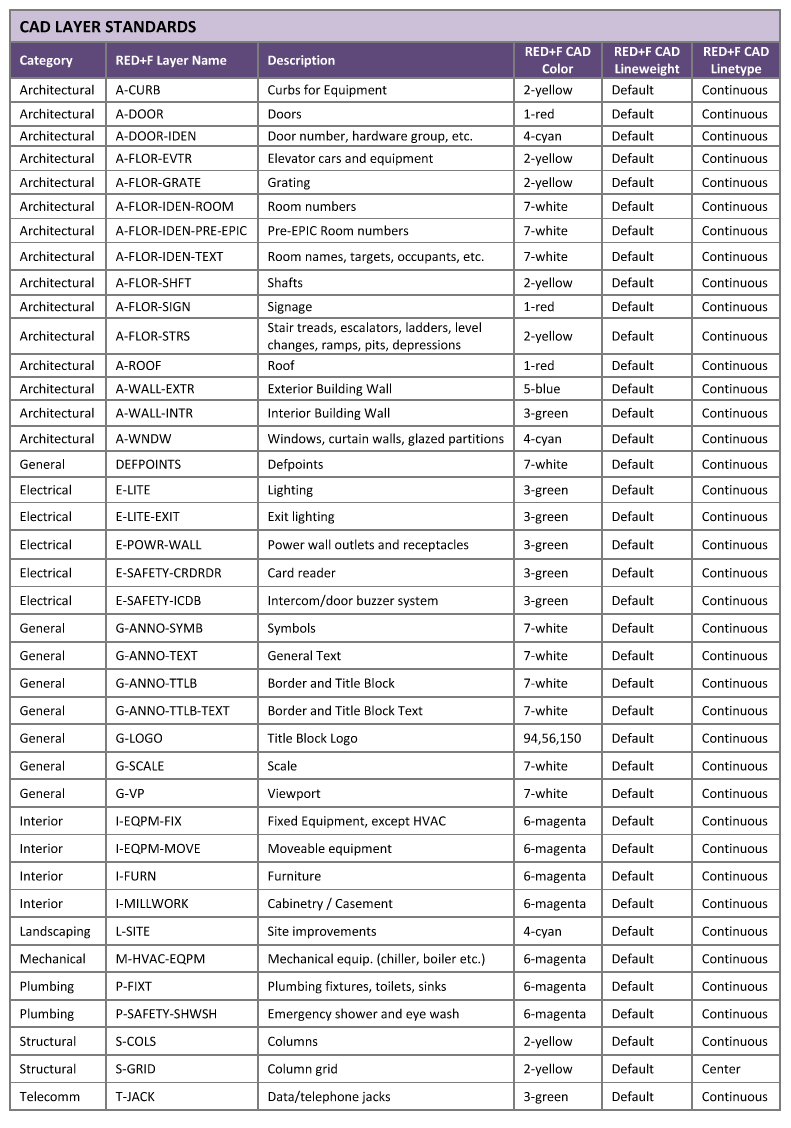 CAD LAYER STANDARDS
Category RED+F Layer Name Description RED+F CAD Color RED+F CAD Lineweight RED+F CAD Linetype
Architectural A-CURB Curbs for Equipment 2-yellow Default Continuous
Architectural A-DOOR Doors 1-red Default Continuous
Architectural A-DOOR-IDEN Door number, hardware group, etc. 4-cyan Default Continuous
Architectural A-FLOR-EVTR Elevator cars and equipment 2-yellow Default Continuous
Architectural A-FLOR-GRATE Grating 2-yellow Default Continuous
Architectural A-FLOR-IDEN-ROOM Room numbers 7-white Default Continuous
Architectural A-FLOR-IDEN-PRE-EPIC Pre-EPIC Room numbers 7-white Default Continuous
Architectural A-FLOR-IDEN-TEXT Room names, targets, occupants, etc. 7-white Default Continuous
Architectural A-FLOR-SHFT Shafts 2-yellow Default Continuous
Architectural A-FLOR-SIGN Signage 1-red Default Continuous
Architectural A-FLOR-STRS Stair treads, escalators, ladders, level changes, ramps, pits, depressions 2-yellow Default Continuous
Architectural A-ROOF Roof 1-red Default Continuous
Architectural A-WALL-EXTR Exterior Building Wall 5-blue Default Continuous
Architectural A-WALL-INTR Interior Building Wall 3-green Default Continuous
Architectural A-WNDW Windows, curtain walls, glazed partitions 4-cyan Default Continuous
General DEFPOINTS Defpoints 7-white Default Continuous
Electrical E-LITE Lighting 3-green Default Continuous
Electrical E-LITE-EXIT Exit lighting 3-green Default Continuous
Electrical E-POWR-WALL Power wall outlets and receptacles 3-green Default Continuous
Electrical E-SAFETY-CRDRDR Card reader 3-green Default Continuous
Electrical E-SAFETY-ICDB Intercom/door buzzer system 3-green Default Continuous
General G-ANNO-SYMB Symbols 7-white Default Continuous
General G-ANNO-TEXT General Text 7-white Default Continuous
General G-ANNO-TTLB Border and Title Block 7-white Default Continuous
General G-ANNO-TTLB-TEXT Border and Title Block Text 7-white Default Continuous
General G-LOGO Title Block Logo 94,56,150 Default Continuous
General G-SCALE Scale 7-white Default Continuous
General G-VP Viewport 7-white Default Continuous
Interior I-EQPM-FIX Fixed Equipment, except HVAC 6-magenta Default Continuous
Interior I-EQPM-MOVE Moveable equipment 6-magenta Default Continuous
Interior I-FURN Furniture 6-magenta Default Continuous
Interior I-MILLWORK Cabinetry / Casement 6-magenta Default Continuous
Landscaping L-SITE Site improvements 4-cyan Default Continuous
Mechanical M-HVAC-EQPM Mechanical equip. (chiller, boiler etc.) 6-magenta Default Continuous
Plumbing P-FIXT Plumbing fixtures, toilets, sinks 6-magenta Default Continuous
Plumbing P-SAFETY-SHWSH Emergency shower and eye wash 6-magenta Default Continuous
Structural S-COLS Columns 2-yellow Default Continuous
Structural S-GRID Column grid 2-yellow Default Center
Telecomm T-JACK Data/telephone jacks 3-green Default Continuous